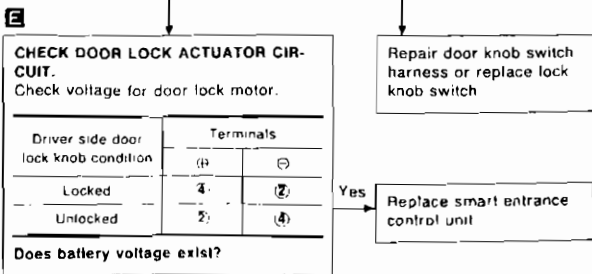 E
CHECK DOOR LOCK ACTUATOR CIR-
CUIT.
Check voltage for door lock motor.
Driver side door
lock knob condition
Terminals
(+) (−)
Locked 4 2
Unlocked 2 4
Does battery voltage exist?
Yes
Repair door knob switch
harness or replace lock
knob switch
Replace smart entrance
control unit